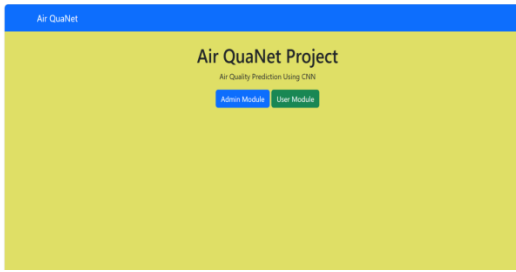 Air QuaNet
Air QuaNet Project
Air Quality Prediction Using CNN
Admin Module User Module